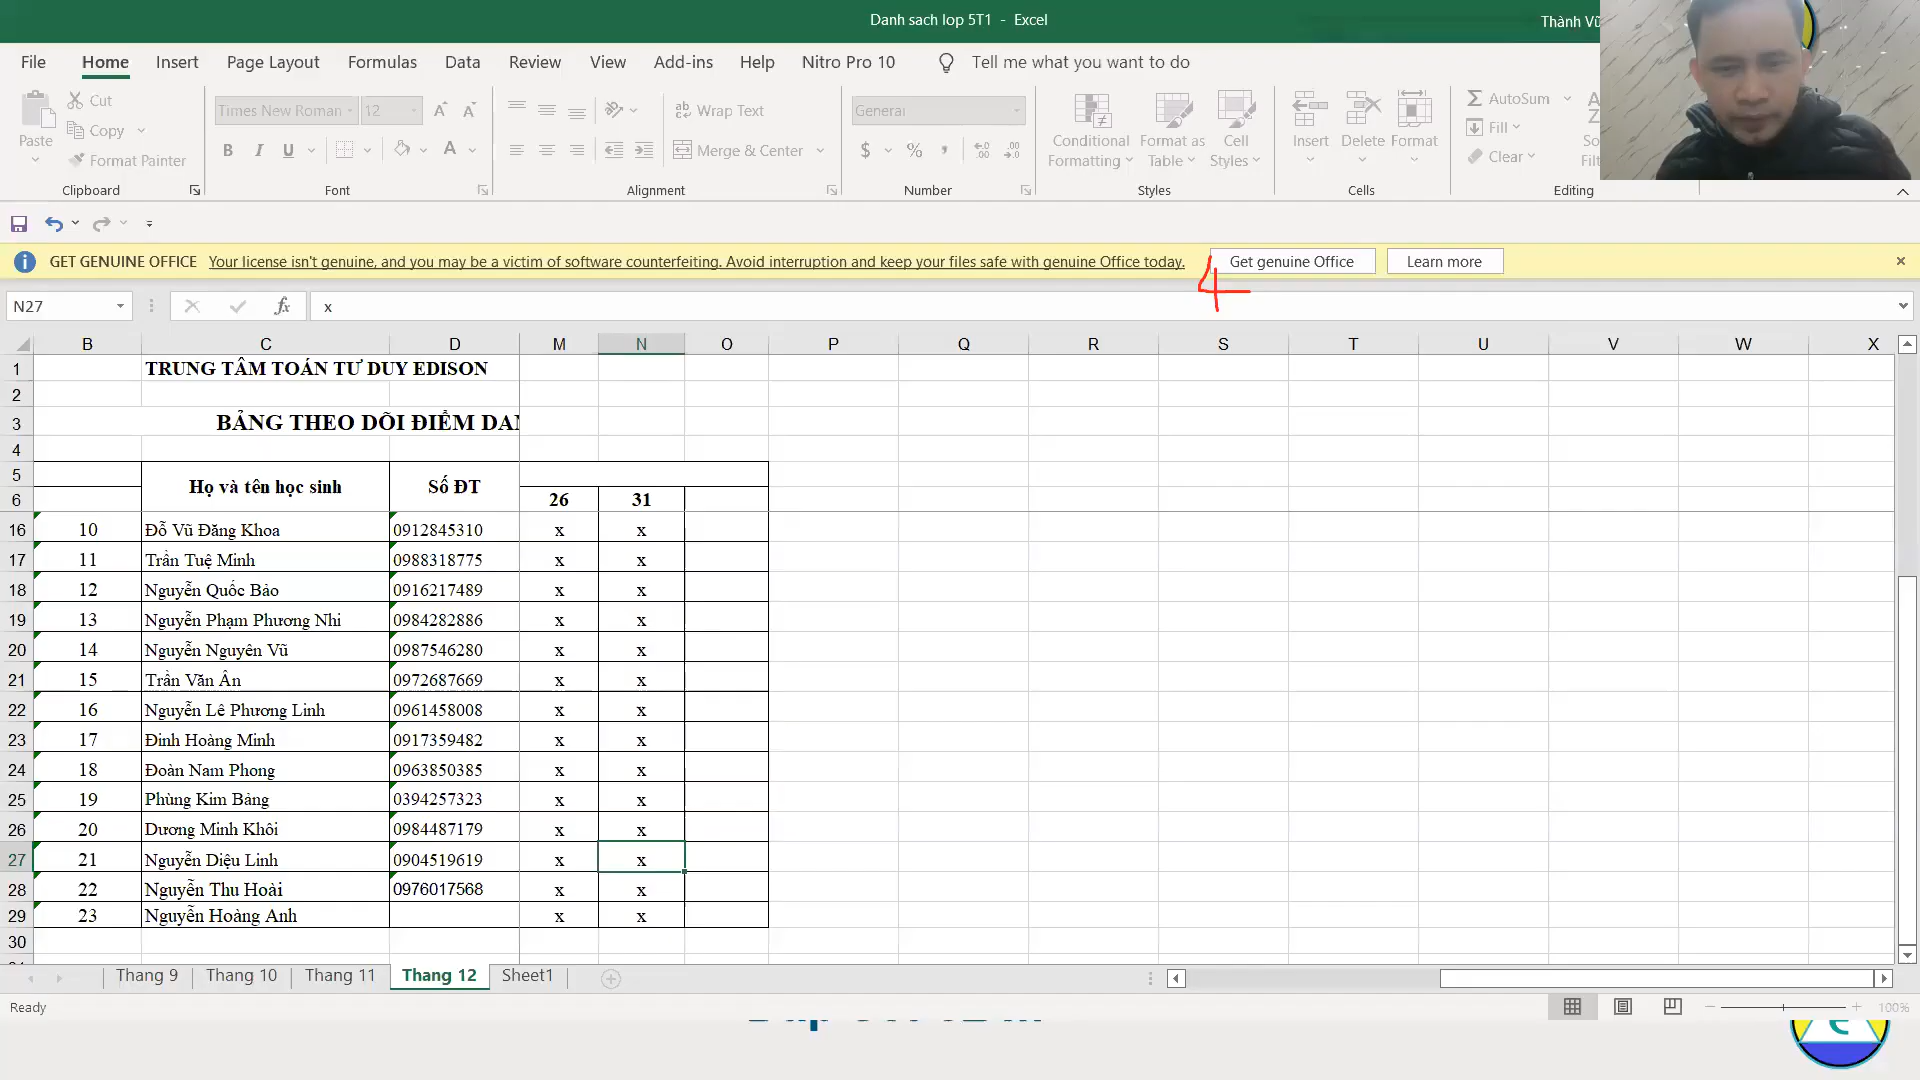 Danh sach lop 5T1 - Excel
Thành Vũ
File Home Insert Page Layout Formulas Data Review View Add-ins Help Nitro Pro 10 Tell me what you want to do
Paste
Cut
Copy
Format Painter
Clipboard
Times New Roman 12
B I U A
Font
Wrap Text
Merge & Center
Alignment
General
$ % ,
Number
Conditional Formatting
Format as Table
Cell Styles
Styles
Insert Delete Format
Cells
AutoSum
Fill
Clear
Editing
GET GENUINE OFFICE Your license isn't genuine, and you may be a victim of software counterfeiting. Avoid interruption and keep your files safe with genuine Office today. Get genuine Office Learn more
4
N27 fx x
B C D M N O P Q R S T U V W X
1 TRUNG TÂM TOÁN TƯ DUY EDISON
2
3 BẢNG THEO DÕI ĐIỂM DAN
4
5 Họ và tên học sinh Số ĐT
6 26 31
16 10 Đỗ Vũ Đăng Khoa 0912845310 x x
17 11 Trần Tuệ Minh 0988318775 x x
18 12 Nguyễn Quốc Bảo 0916217489 x x
19 13 Nguyễn Phạm Phương Nhi 0984282886 x x
20 14 Nguyễn Nguyên Vũ 0987546280 x x
21 15 Trần Văn Ân 0972687669 x x
22 16 Nguyễn Lê Phương Linh 0961458008 x x
23 17 Đinh Hoàng Minh 0917359482 x x
24 18 Đoàn Nam Phong 0963850385 x x
25 19 Phùng Kim Bảng 0394257323 x x
26 20 Dương Minh Khôi 0984487179 x x
27 21 Nguyễn Diệu Linh 0904519619 x x
28 22 Nguyễn Thu Hoài 0976017568 x x
29 23 Nguyễn Hoàng Anh x x
30
Thang 9 Thang 10 Thang 11 Thang 12 Sheet1
Ready 100%